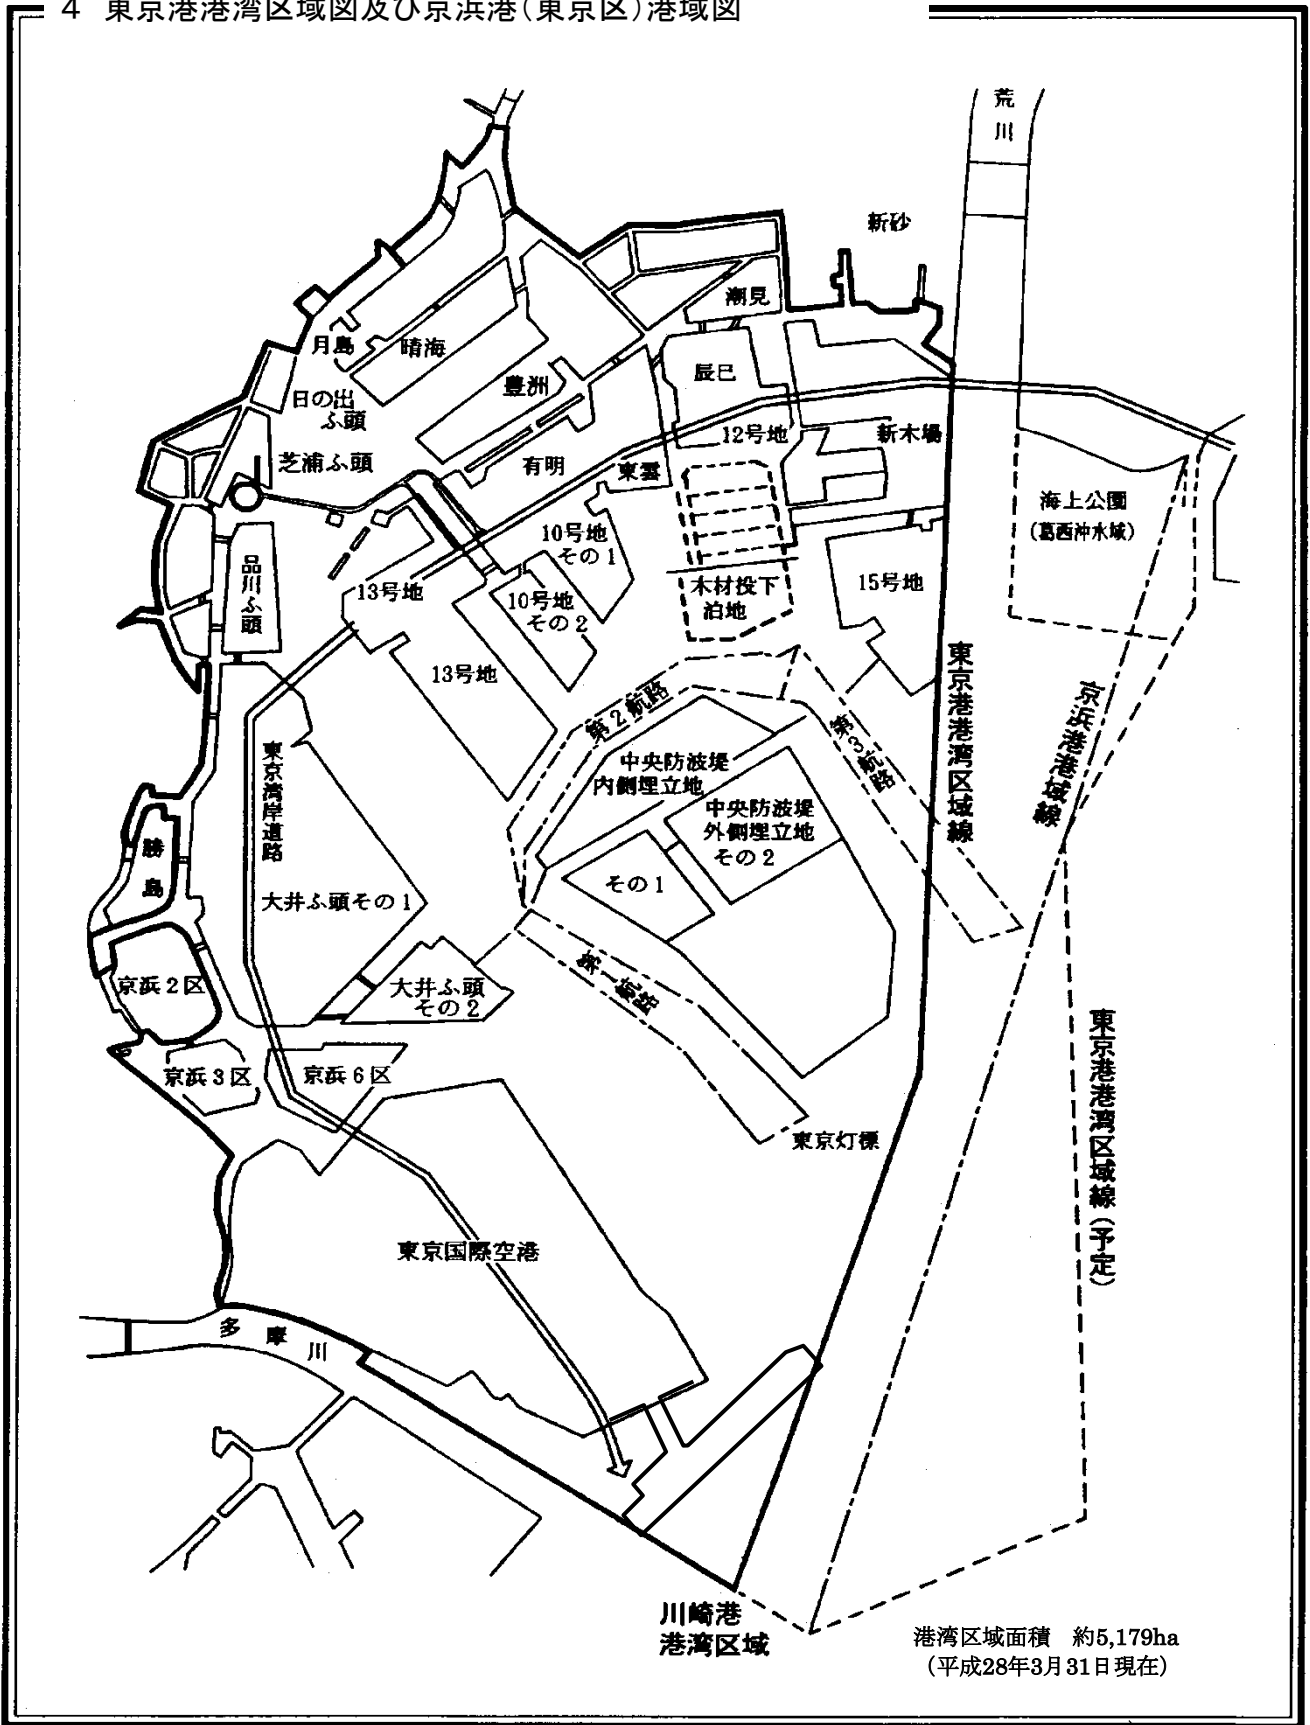 4 東京港港湾区域図及び京浜港(東京区)港域図
荒川
新砂
潮見
月島
晴海
辰巳
豊洲
日の出
ふ頭
12号地
新木場
芝浦ふ頭
有明
東雲
海上公園
(葛西沖水域)
10号地
その1
品川ふ頭
13号地
10号地
その2
木材投下
泊地
15号地
13号地
東京港港湾区域線
京浜港港域線
第2航路
第3航路
東京湾岸道路
中央防波堤
内側埋立地
中央防波堤
外側埋立地
その2
勝島
その1
大井ふ頭その1
京浜2区
大井ふ頭
その2
第一航路
東京港港湾区域線(予定)
京浜3区
京浜6区
東京灯標
東京国際空港
多摩川
川崎港
港湾区域
港湾区域面積 約5,179ha
(平成28年3月31日現在)